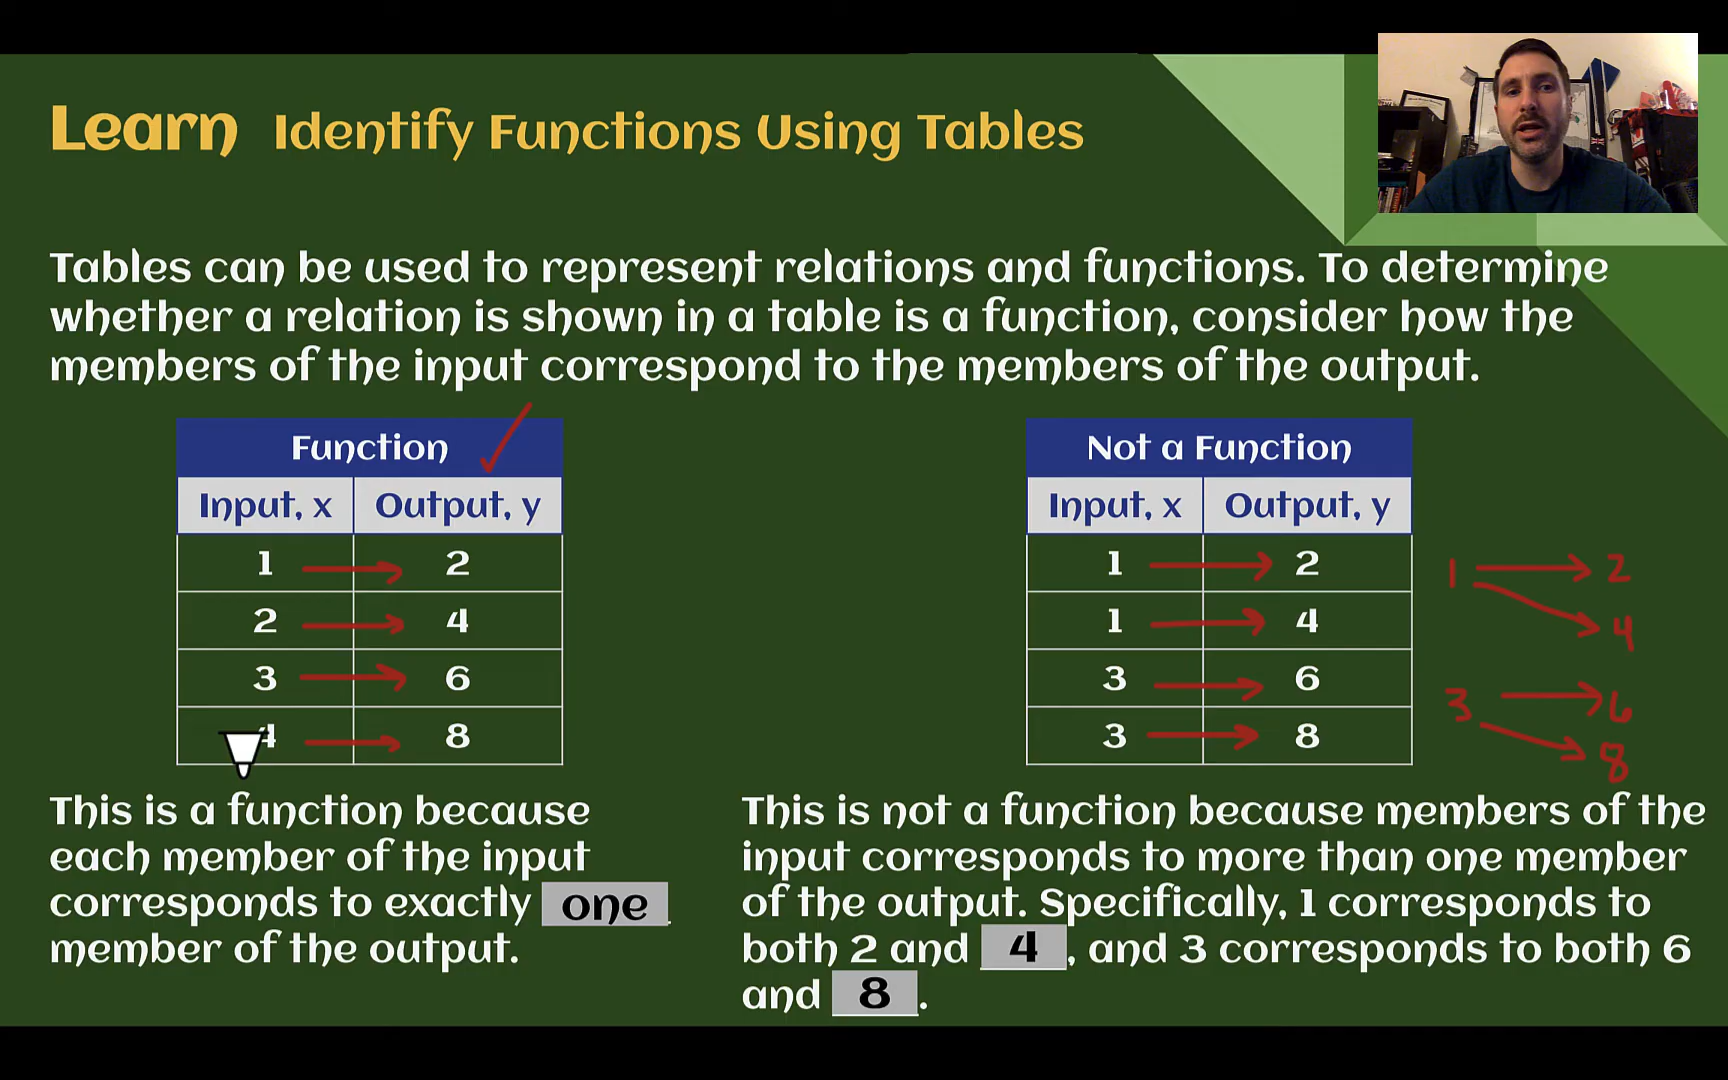 Learn Identify Functions Using Tables
Tables can be used to represent relations and functions. To determine
whether a relation is shown in a table is a function, consider how the
members of the input correspond to the members of the output.
Function
Input, x Output, y
1 2
2 4
3 6
4 8
This is a function because
each member of the input
corresponds to exactly one
member of the output.
Not a Function
Input, x Output, y
1 2
1 4
3 6
3 8
1 2
4
3 6
8
This is not a function because members of the
input corresponds to more than one member
of the output. Specifically, 1 corresponds to
both 2 and 4, and 3 corresponds to both 6
and 8.